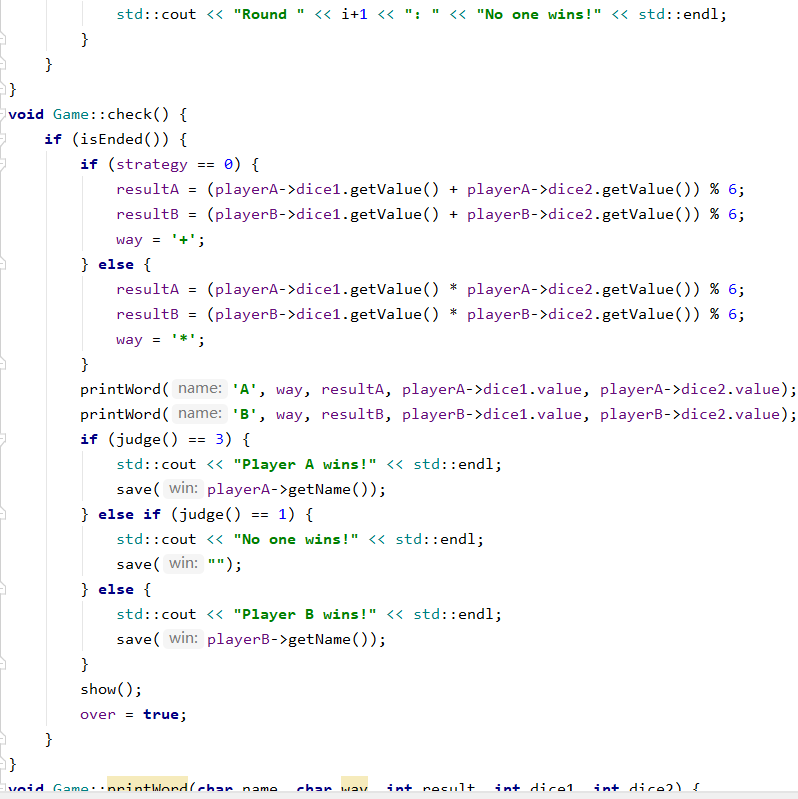 std::cout << "Round " << i+1 << ": " << "No one wins!" << std::endl;
        }
    }
}
void Game::check() {
    if (isEnded()) {
        if (strategy == 0) {
            resultA = (playerA->dice1.getValue() + playerA->dice2.getValue()) % 6;
            resultB = (playerB->dice1.getValue() + playerB->dice2.getValue()) % 6;
            way = '+';
        } else {
            resultA = (playerA->dice1.getValue() * playerA->dice2.getValue()) % 6;
            resultB = (playerB->dice1.getValue() * playerB->dice2.getValue()) % 6;
            way = '*';
        }
        printWord( name: 'A', way, resultA, playerA->dice1.value, playerA->dice2.value);
        printWord( name: 'B', way, resultB, playerB->dice1.value, playerB->dice2.value);
        if (judge() == 3) {
            std::cout << "Player A wins!" << std::endl;
            save( win: playerA->getName());
        } else if (judge() == 1) {
            std::cout << "No one wins!" << std::endl;
            save( win: "");
        } else {
            std::cout << "Player B wins!" << std::endl;
            save( win: playerB->getName());
        }
        show();
        over = true;
    }
}
void Game::printWord(char name, char way, int result, int dice1, int dice2) {